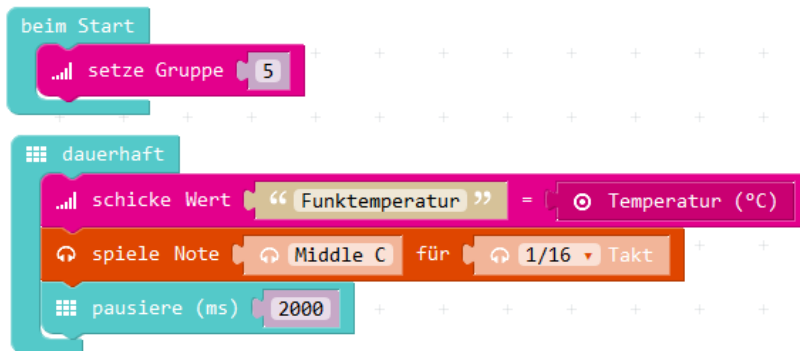 beim Start
setze Gruppe 5
dauerhaft
schicke Wert “ Funktemperatur ” = Temperatur (°C)
spiele Note Middle C für 1/16 Takt
pausiere (ms) 2000